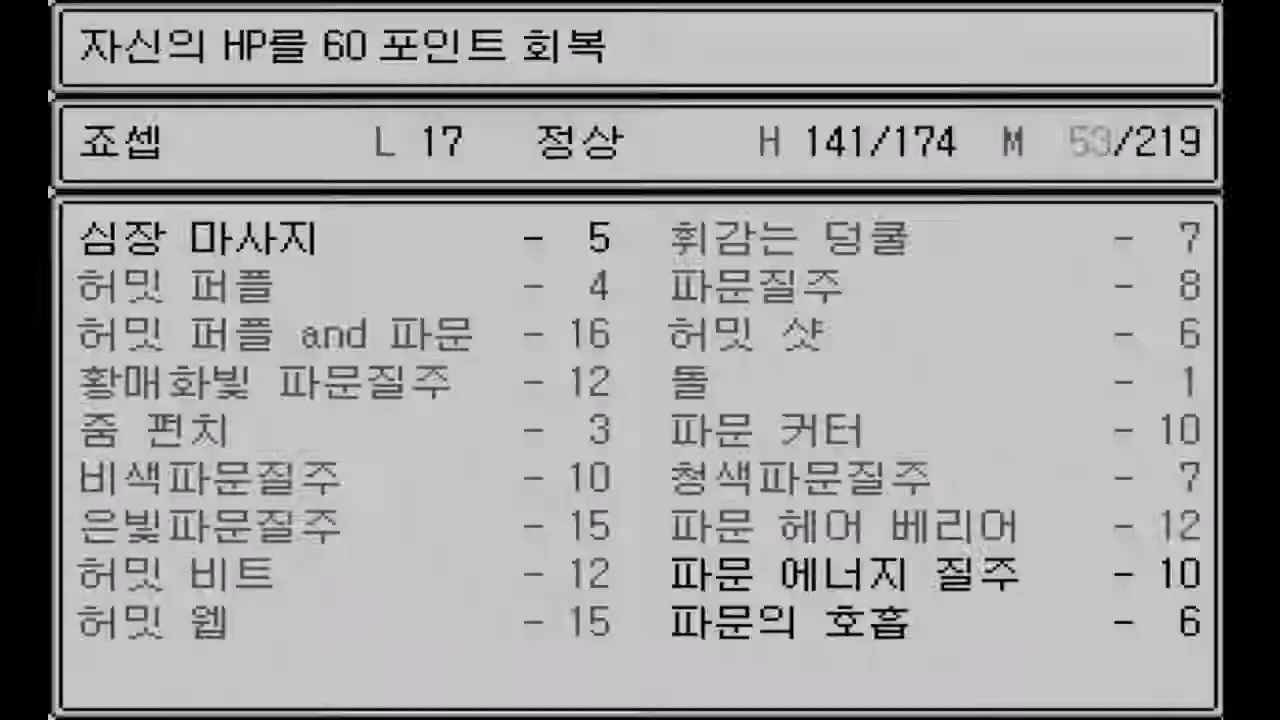 자신의 HP를 60 포인트 회복
죠셉 L 17 정상 H 141/174 M 53/219
심장 마사지 - 5 휘감는 덩쿨 - 7
허밋 퍼플 - 4 파문질주 - 8
허밋 퍼플 and 파문 - 16 허밋 샷 - 6
황매화빛 파문질주 - 12 돌 - 1
줌 펀치 - 3 파문 커터 - 10
비색파문질주 - 10 청색파문질주 - 7
은빛파문질주 - 15 파문 헤어 베리어 - 12
허밋 비트 - 12 파문 에너지 질주 - 10
허밋 웹 - 15 파문의 호흡 - 6